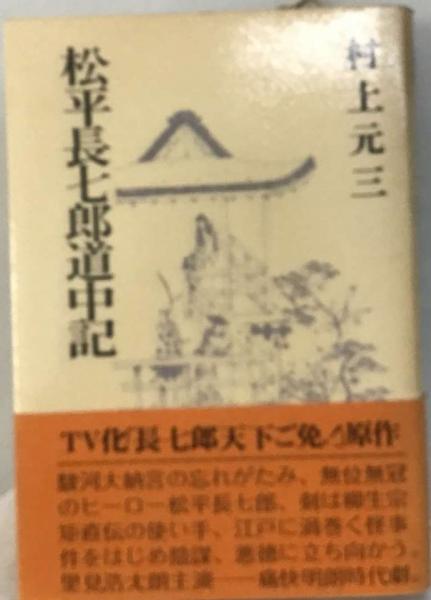 村上元三
松平長七郎道中記
TV化「長七郎天下ご免!」原作
駿河大納言の忘れがたみ、無位無冠
のヒーロー松平長七郎、剣は柳生宗
矩直伝の使い手、江戸に渦巻く怪事
件をはじめ陰謀、悪徳に立ち向かう。
里見浩太朗主演──痛快明朗時代劇。